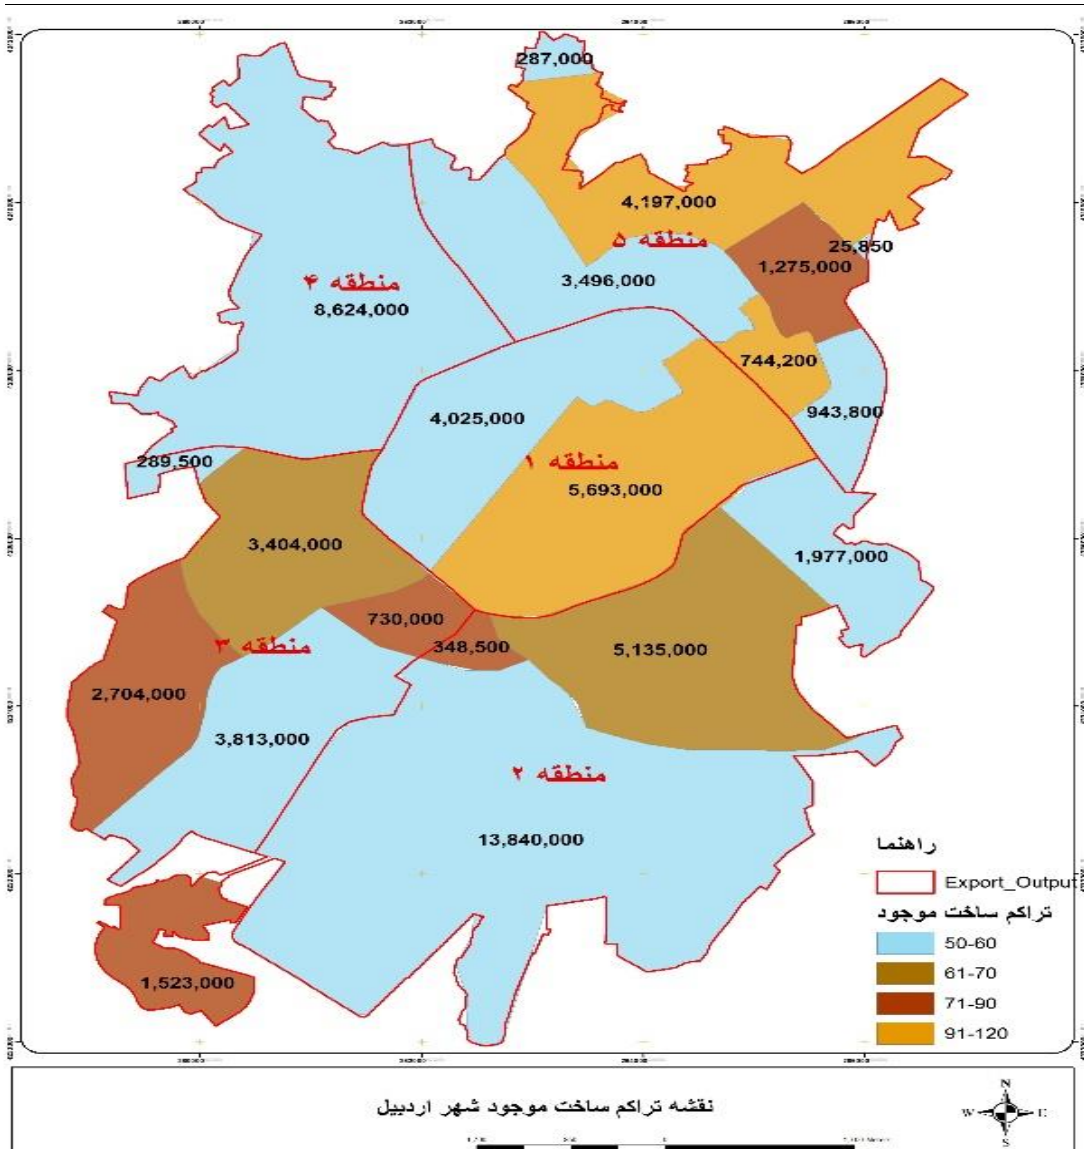 287,000
4,197,000
منطقه ۵
25,850
1,275,000
3,496,000
منطقه ۴
8,624,000
744,200
943,800
4,025,000
289,500
منطقه ۱
5,693,000
3,404,000
1,977,000
730,000
348,500
منطقه ۳
5,135,000
2,704,000
3,813,000
منطقه ۲
13,840,000
1,523,000
راهنما
Export_Output
تراکم ساخت موجود
50-60
61-70
71-90
91-120
نقشه تراکم ساخت موجود شهر اردبیل
N
W
E
S